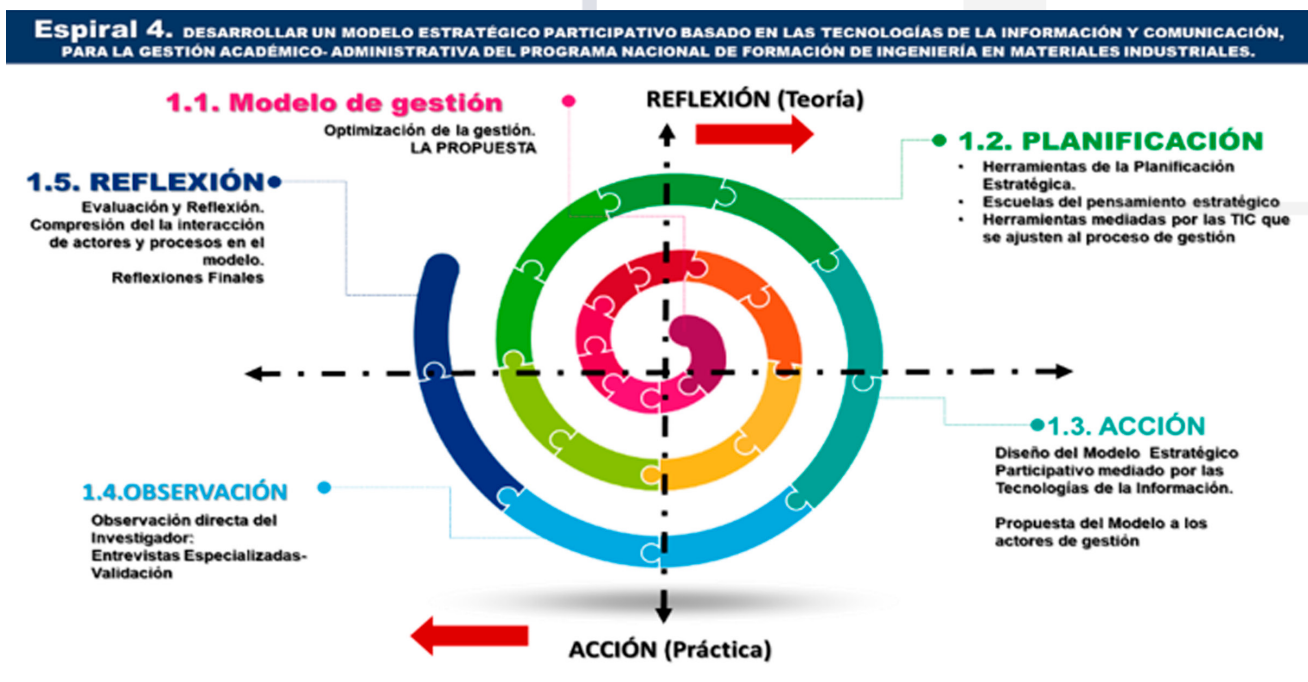 Espiral 4. DESARROLLAR UN MODELO ESTRATÉGICO PARTICIPATIVO BASADO EN LAS TECNOLOGÍAS DE LA INFORMACIÓN Y COMUNICACIÓN,
PARA LA GESTIÓN ACADÉMICO- ADMINISTRATIVA DEL PROGRAMA NACIONAL DE FORMACIÓN DE INGENIERÍA EN MATERIALES INDUSTRIALES.
1.1. Modelo de gestión
Optimización de la gestión.
LA PROPUESTA
REFLEXIÓN (Teoría)
1.2. PLANIFICACIÓN
• Herramientas de la Planificación
Estratégica.
• Escuelas del pensamiento estratégico
• Herramientas mediadas por las TIC que
se ajusten al proceso de gestión
1.5. REFLEXIÓN
Evaluación y Reflexión.
Compresión del la interacción
de actores y procesos en el
modelo.
Reflexiones Finales
1.3. ACCIÓN
Diseño del Modelo Estratégico
Participativo mediado por las
Tecnologías de la Información.
Propuesta del Modelo a los
actores de gestión
1.4.OBSERVACIÓN
Observación directa del
Investigador:
Entrevistas Especializadas-
Validación
ACCIÓN (Práctica)